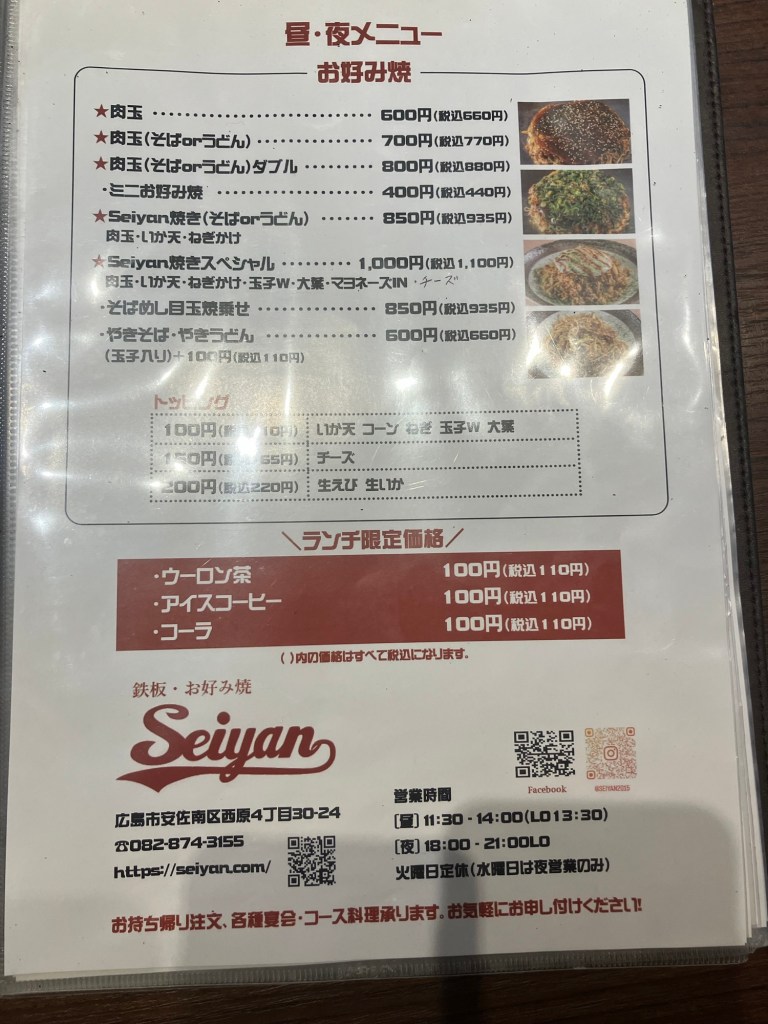 昼・夜メニュー
お好み焼
★肉玉 ………………………… 600円(税込660円)
★肉玉(そばorうどん) …………… 700円(税込770円)
★肉玉(そばorうどん)ダブル ……… 800円(税込880円)
・ミニお好み焼 ………………… 400円(税込440円)
★Seiyan焼き(そばorうどん) ……… 850円(税込935円)
肉玉・いか天・ねぎかけ
★Seiyan焼きスペシャル ……… 1,000円(税込1,100円)
肉玉・いか天・ねぎかけ・玉子W・大葉・マヨネーズIN・チーズ
・そばめし目玉焼乗せ …………… 850円(税込935円)
・やきそば・やきうどん …………… 600円(税込660円)
(玉子入り)+100円(税込110円)
トッピング
100円(税込110円) いか天 コーン ねぎ 玉子W 大葉
150円(税込165円) チーズ
200円(税込220円) 生えび 生いか
＼ランチ限定価格／
・ウーロン茶 100円(税込110円)
・アイスコーヒー 100円(税込110円)
・コーラ 100円(税込110円)
( )内の価格はすべて税込になります。
鉄板・お好み焼
Seiyan
Facebook
@SEIYAN2015
広島市安佐南区西原4丁目30-24
☎082-874-3155
https://seiyan.com/
営業時間
[昼] 11:30 - 14:00(LO13:30)
[夜] 18:00 - 21:00LO
火曜日定休(水曜日は夜営業のみ)
お持ち帰り注文、各種宴会・コース料理承ります。お気軽にお申し付けください!